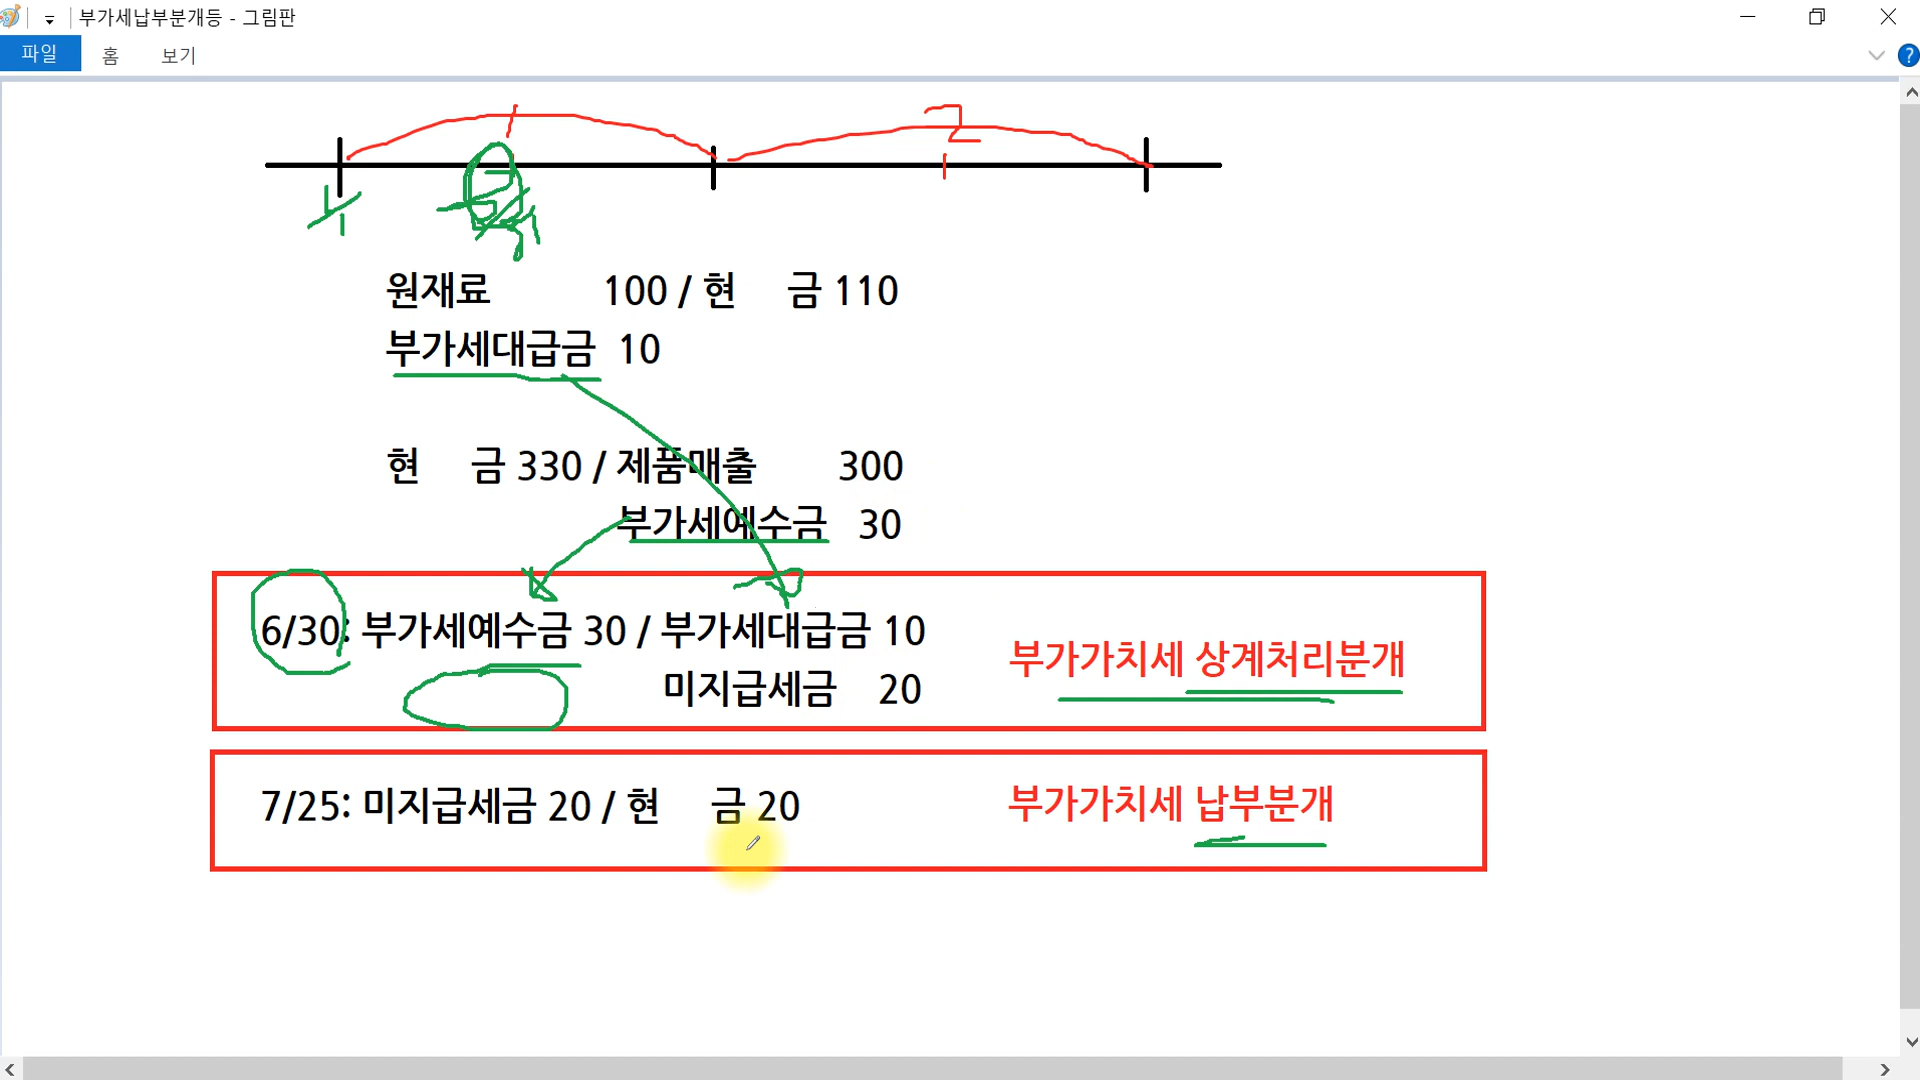 부가세납부분개등 - 그림판
파일 홈 보기
1 2
원재료 100 / 현 금 110
부가세대급금 10
현 금 330 / 제품매출 300
부가세예수금 30
6/30: 부가세예수금 30 / 부가세대급금 10
미지급세금 20
부가가치세 상계처리분개
7/25: 미지급세금 20 / 현 금 20
부가가치세 납부분개